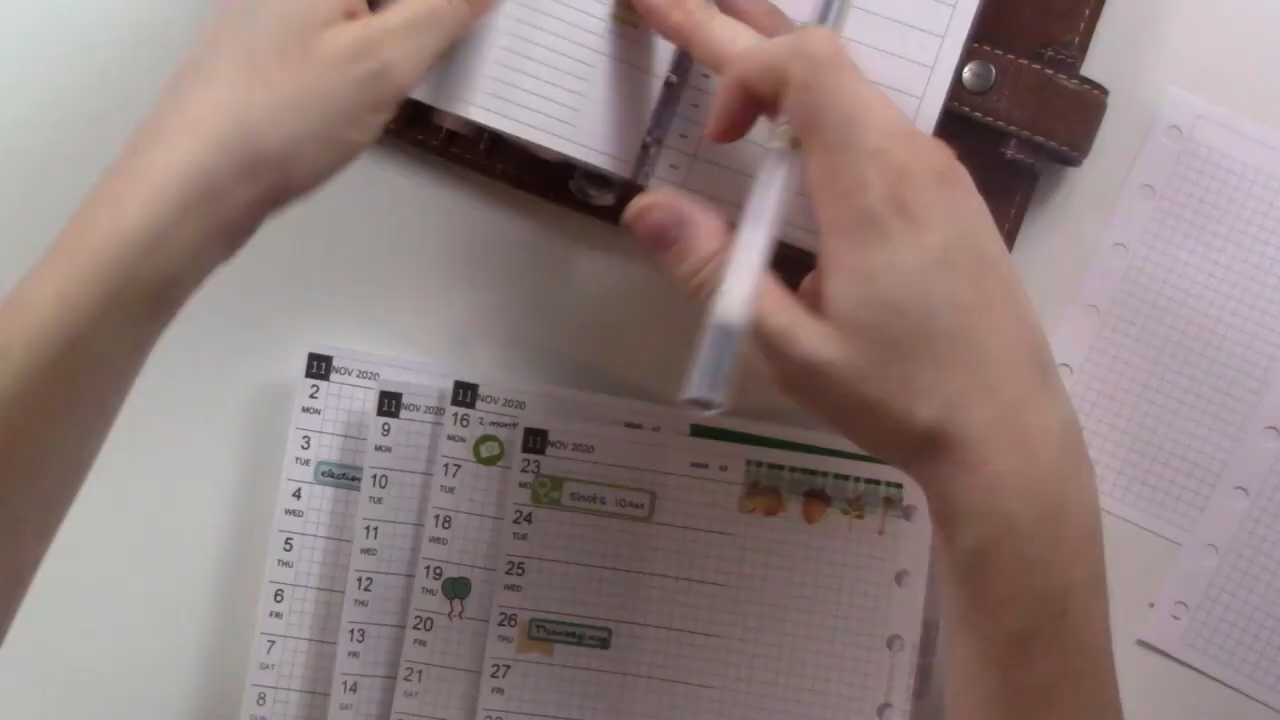 11 NOV 2020
2
MON
3
TUE
election
4
WED
5
THU
6
FRI
7
SAT
8
SUN
11 NOV 2020
9
MON
10
TUE
11
WED
12
THU
13
FRI
14
SAT
11 NOV 2020
16
MON
17
TUE
18
WED
19
THU
20
FRI
21
SAT
11 NOV 2020
23
MO
Shots 10AM
24
TUE
25
WED
26
THU
Thanksgiving
27
FRI